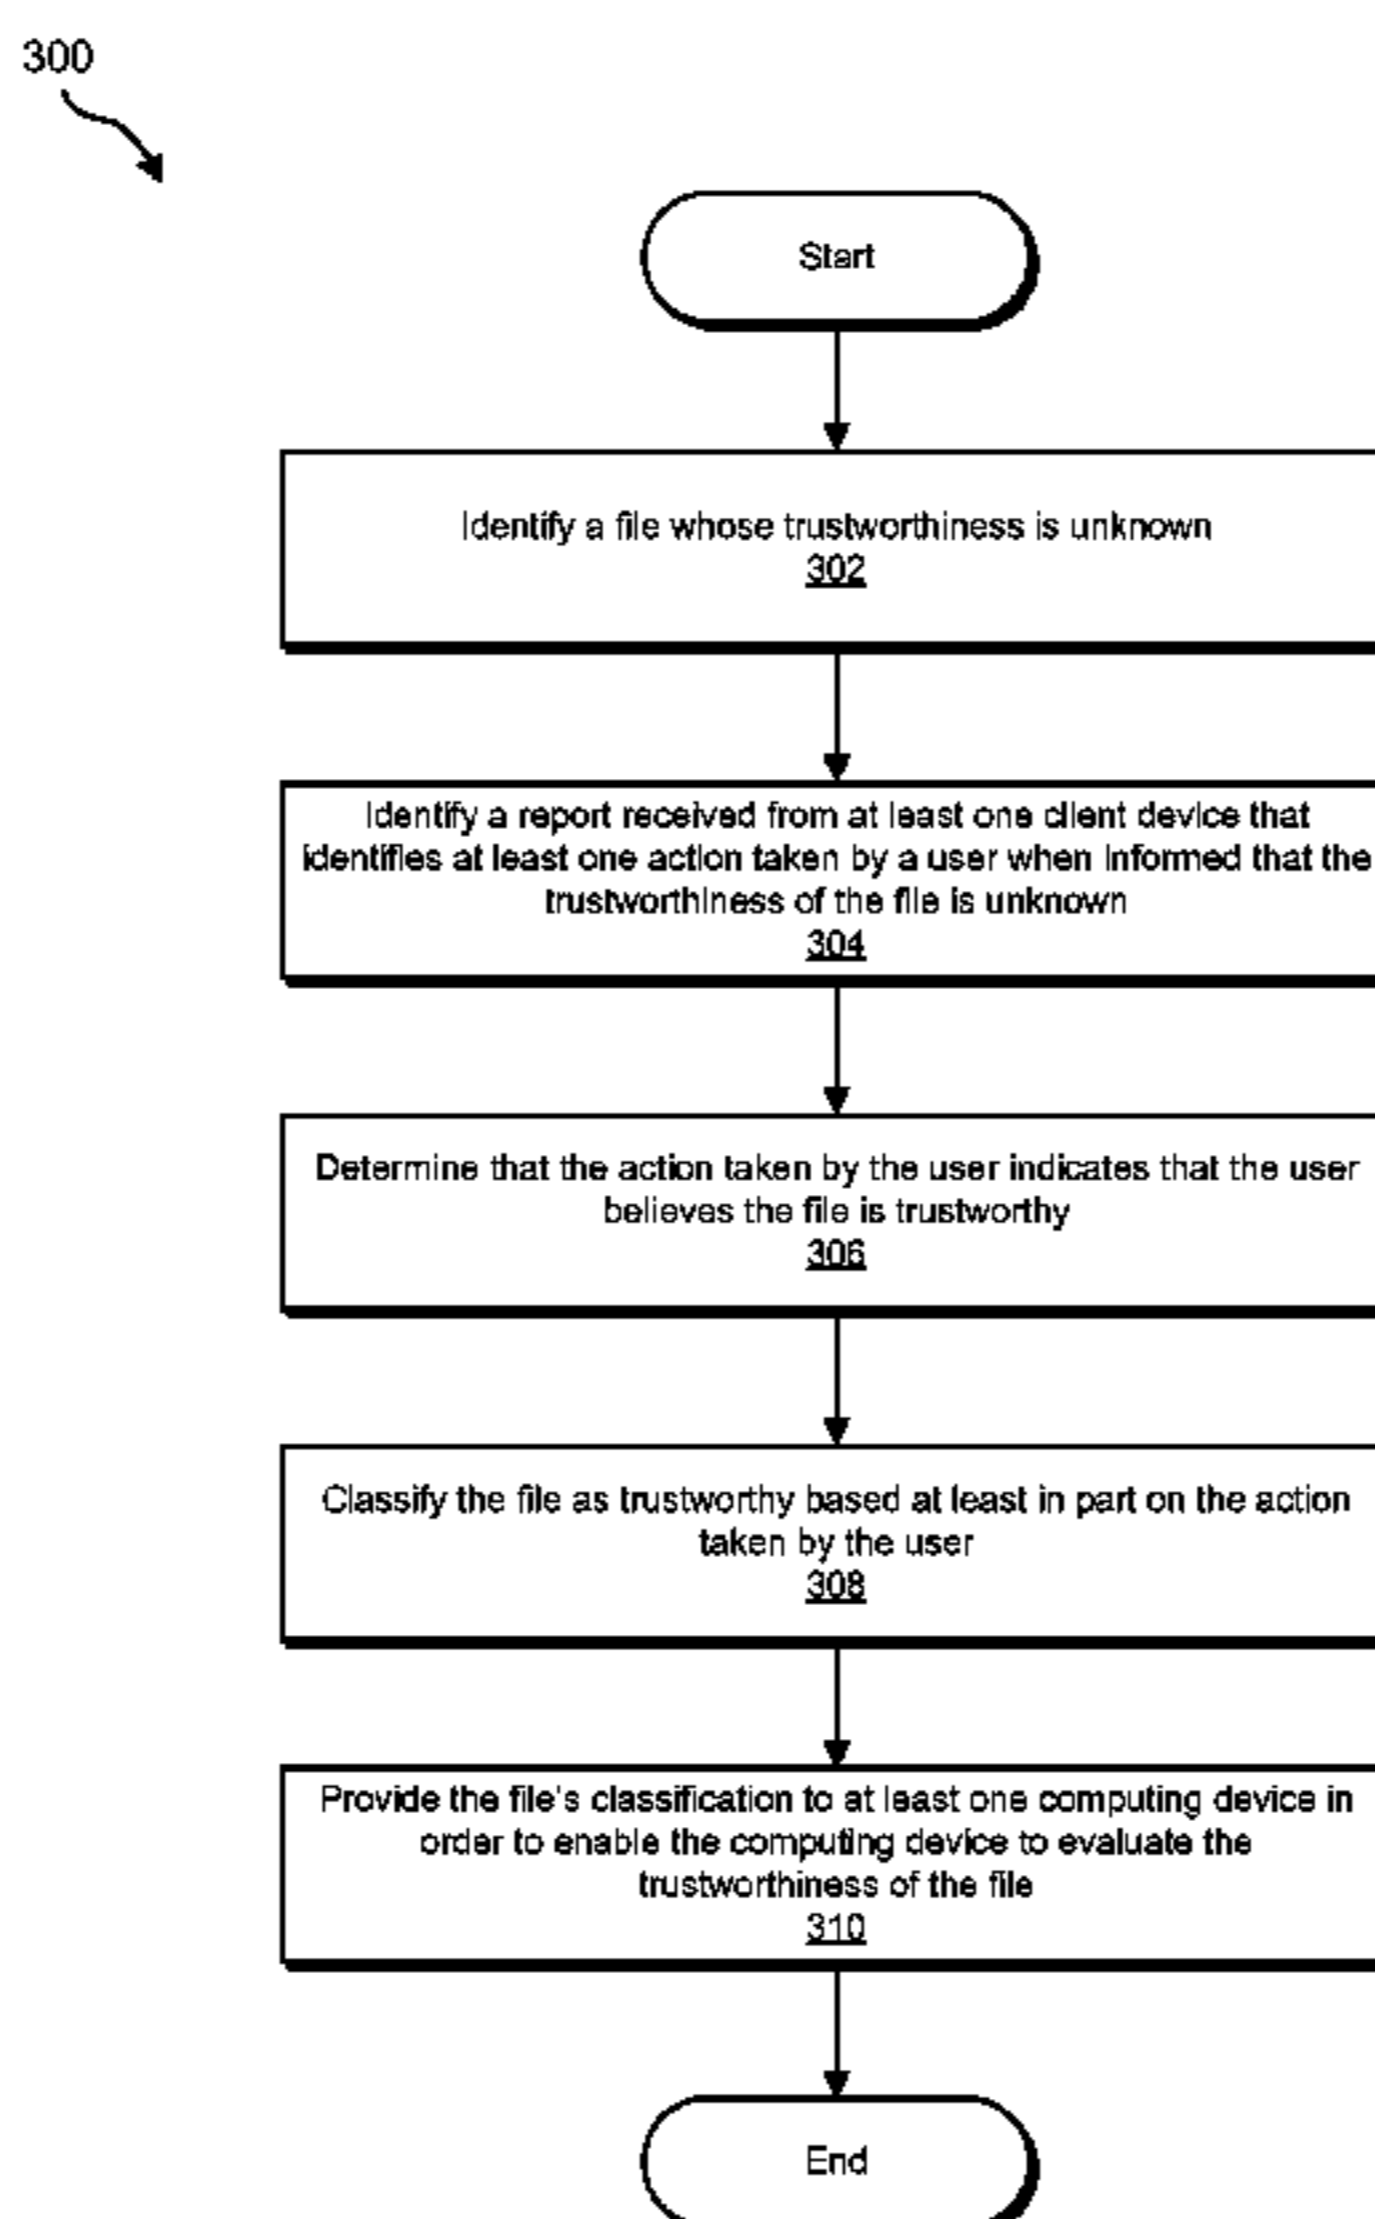 300
Start
Identify a file whose trustworthiness is unknown
302
Identify a report received from at least one client device that
identifies at least one action taken by a user when informed that the
trustworthiness of the file is unknown
304
Determine that the action taken by the user indicates that the user
believes the file is trustworthy
306
Classify the file as trustworthy based at least in part on the action
taken by the user
308
Provide the file's classification to at least one computing device in
order to enable the computing device to evaluate the
trustworthiness of the file
310
End